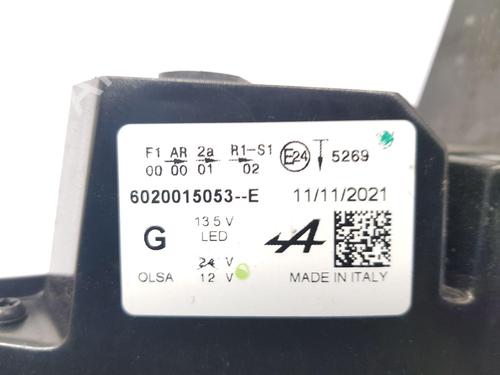 F1 AR 2a R1-S1 E24 5269
00 00 01 02
6020015053--E 11/11/2021
13.5 V
G LED A
24 V
OLSA 12 V MADE IN ITALY